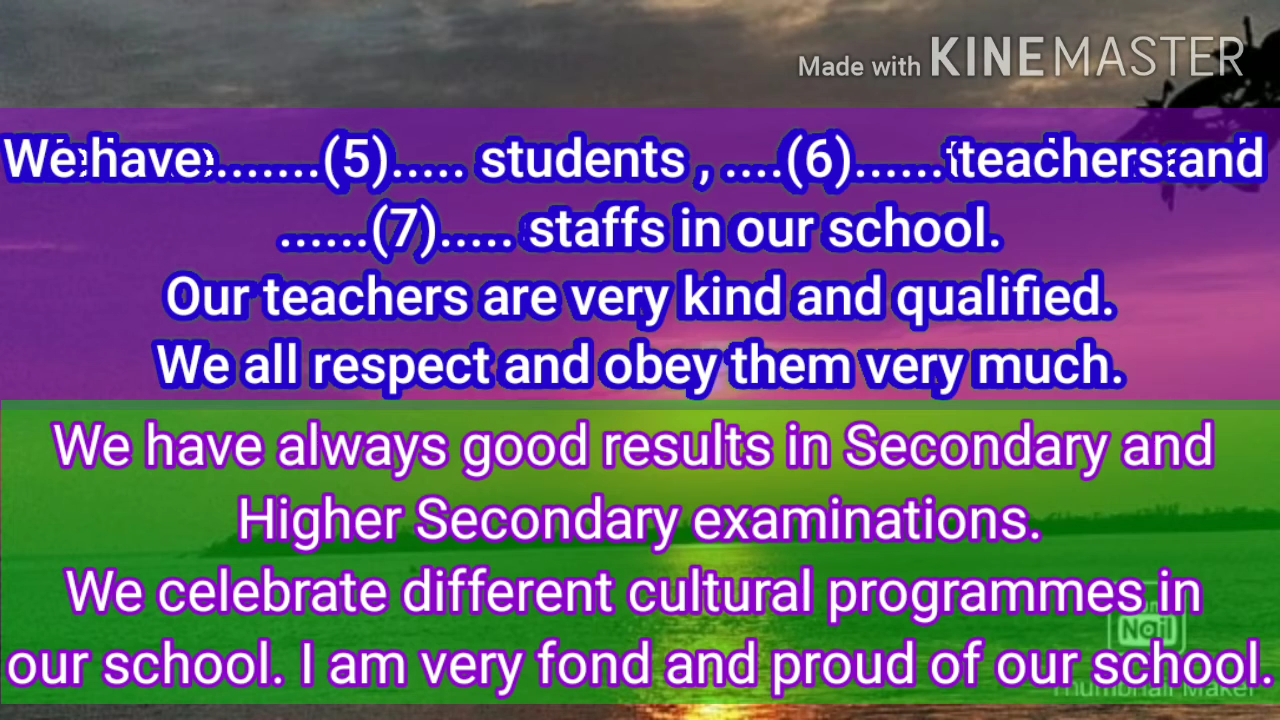 Made with KINEMASTER
We have.......(5)..... students , ....(6)...... teachers and
......(7)..... staffs in our school.
Our teachers are very kind and qualified.
We all respect and obey them very much.
We have always good results in Secondary and
Higher Secondary examinations.
We celebrate different cultural programmes in
our school. I am very fond and proud of our school.
Nail
Thumbnail Maker